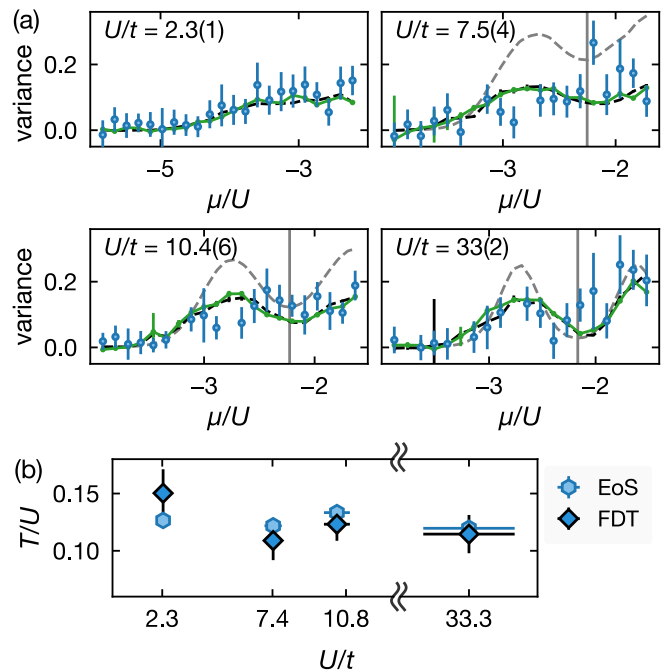 (a)
U/t = 2.3(1)
U/t = 7.5(4)
variance
0.2
0.0
−5
−3
−3
−2
μ/U
μ/U
U/t = 10.4(6)
U/t = 33(2)
variance
0.2
0.0
−3
−2
−3
−2
μ/U
μ/U
(b)
T/U
0.15
0.10
EoS
FDT
2.3
7.4
10.8
33.3
U/t